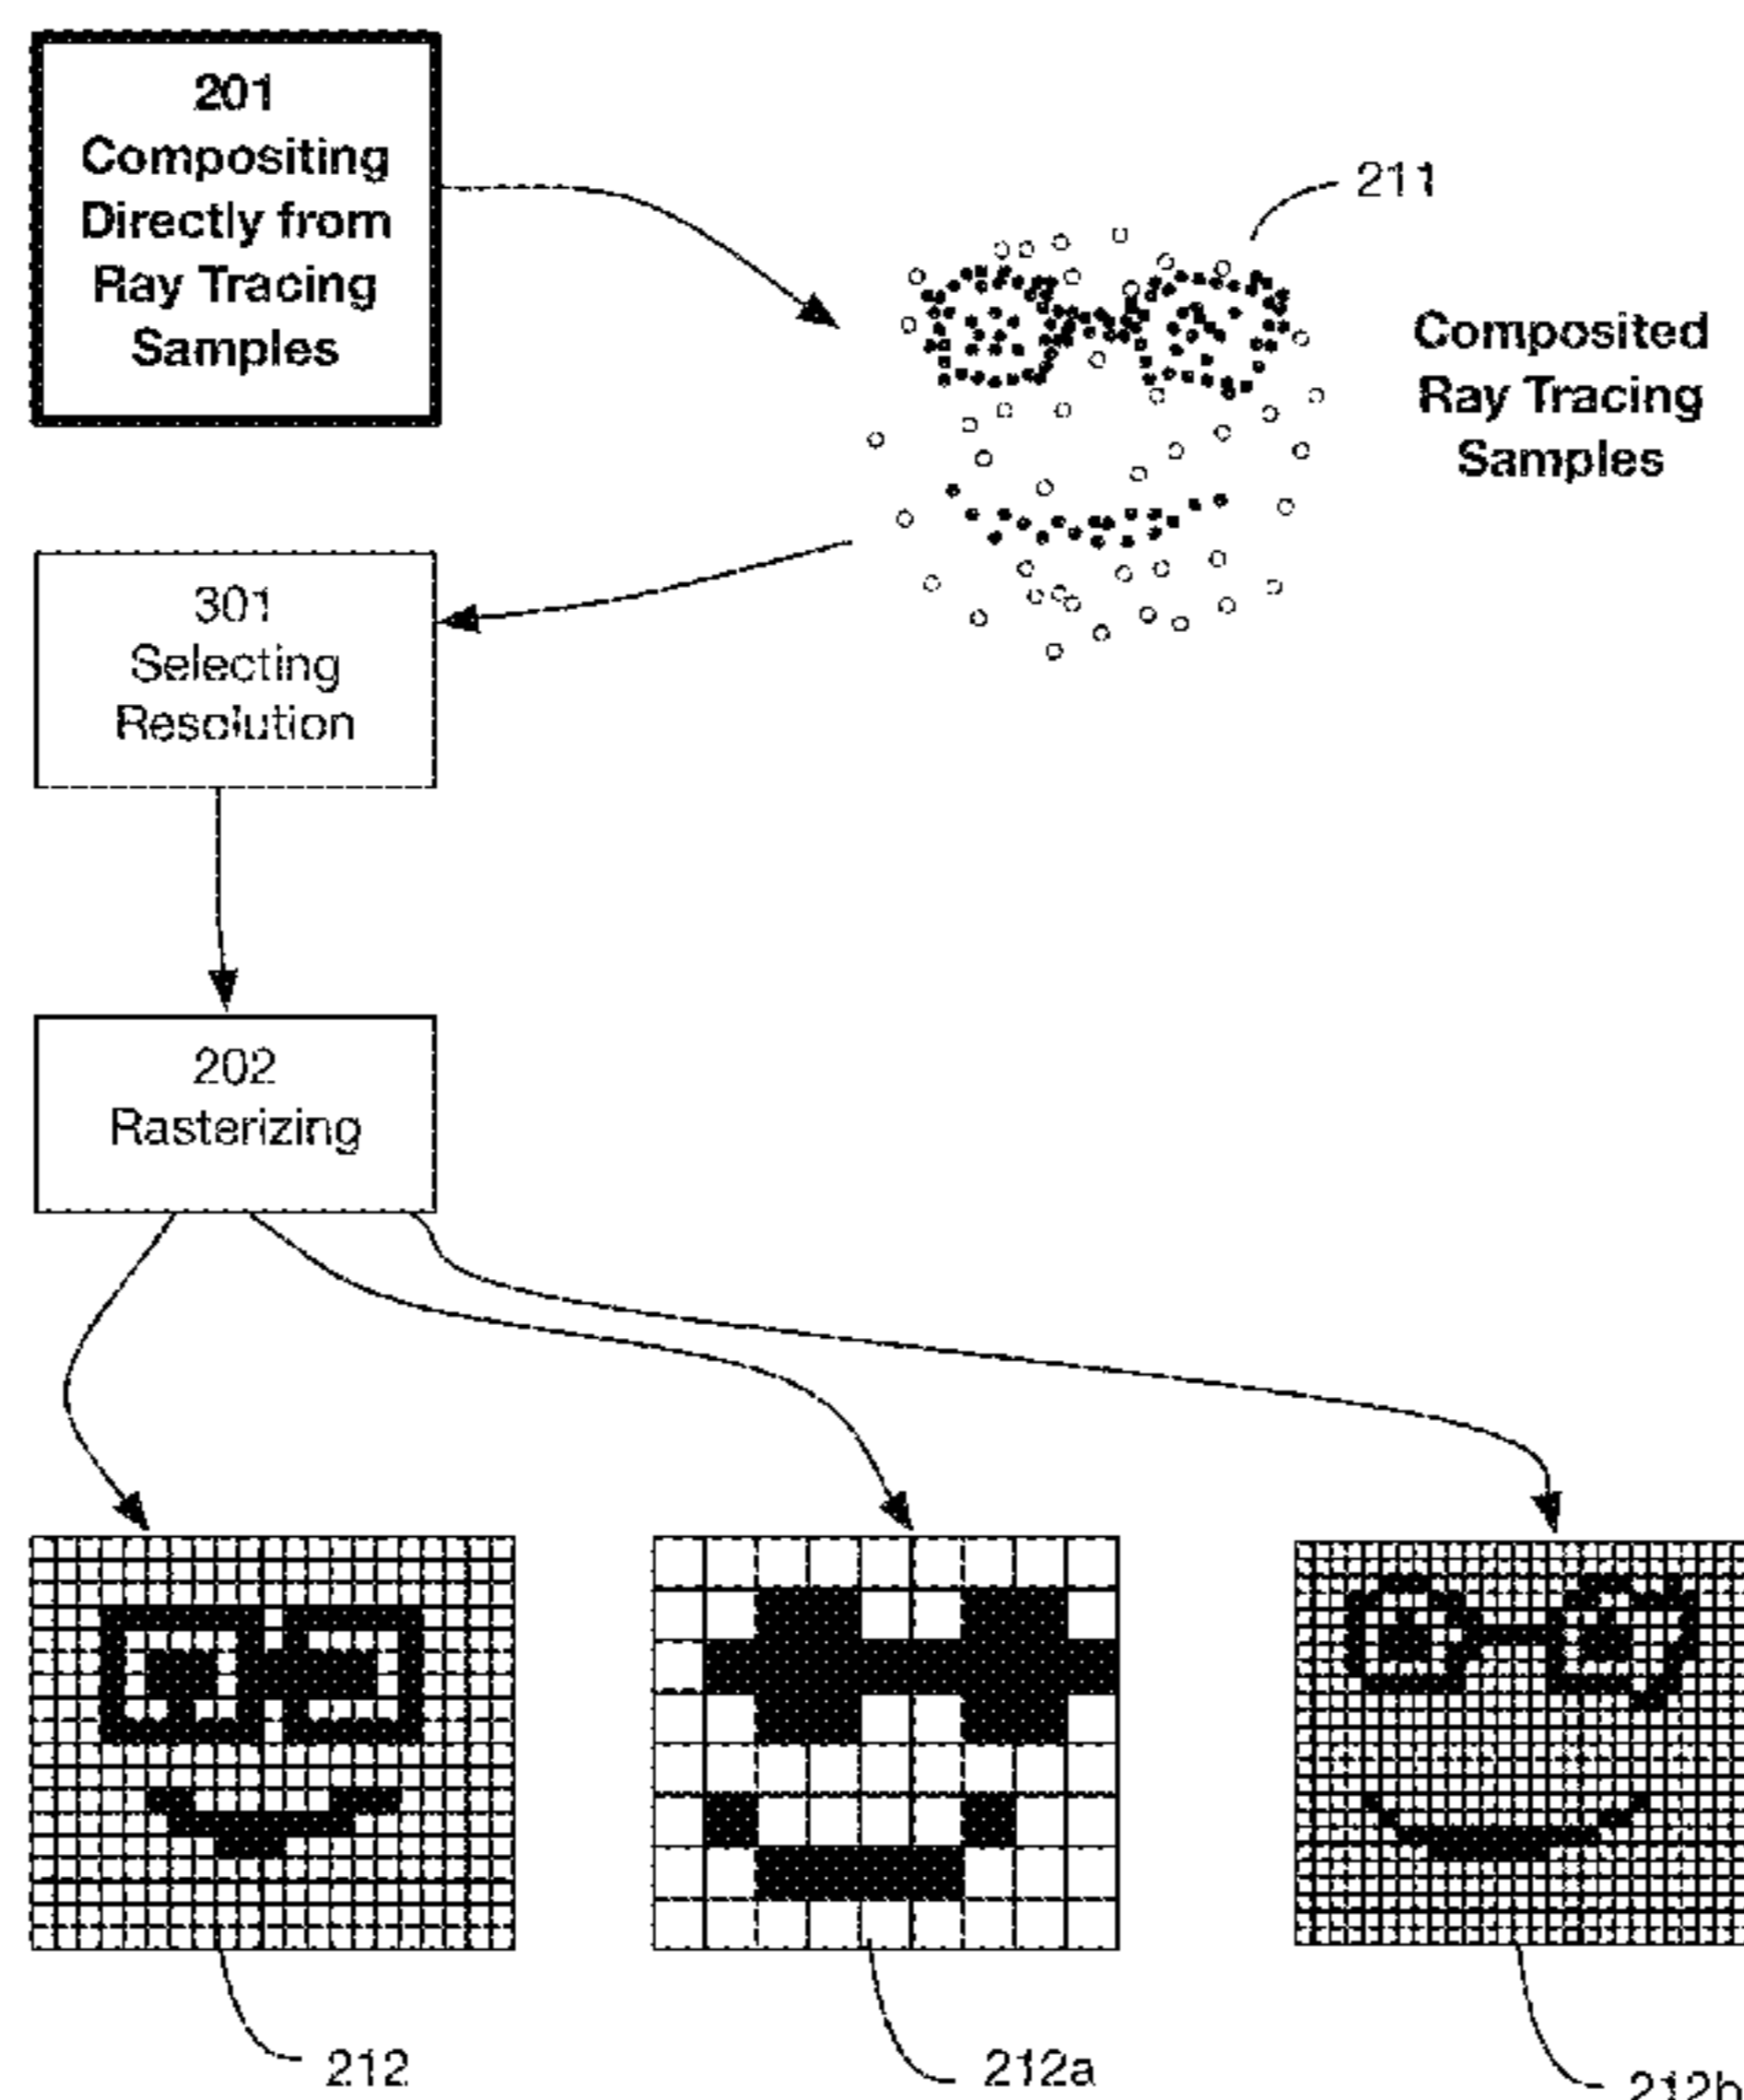 201
Compositing
Directly from
Ray Tracing
Samples
211
Composited
Ray Tracing
Samples
301
Selecting
Resolution
202
Rasterizing
212
212a
212b